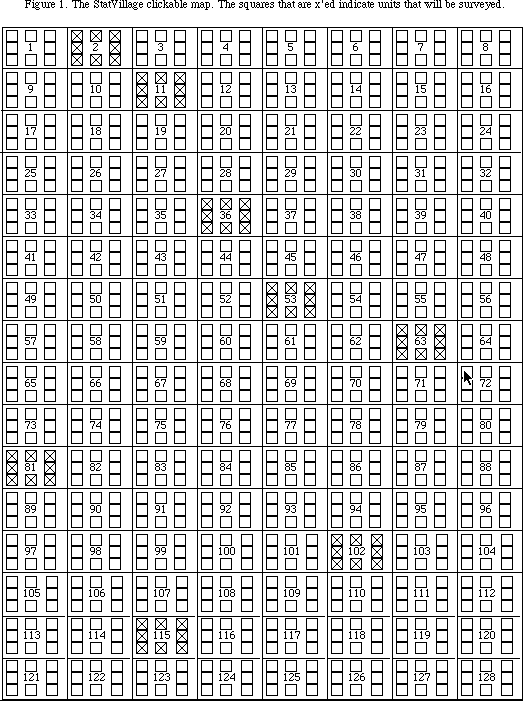 Figure 1. The StatVillage clickable map. The squares that are x'ed indicate units that will be surveyed.
1 2 3 4 5 6 7 8
9 10 11 12 13 14 15 16
17 18 19 20 21 22 23 24
25 26 27 28 29 30 31 32
33 34 35 36 37 38 39 40
41 42 43 44 45 46 47 48
49 50 51 52 53 54 55 56
57 58 59 60 61 62 63 64
65 66 67 68 69 70 71 72
73 74 75 76 77 78 79 80
81 82 83 84 85 86 87 88
89 90 91 92 93 94 95 96
97 98 99 100 101 102 103 104
105 106 107 108 109 110 111 112
113 114 115 116 117 118 119 120
121 122 123 124 125 126 127 128